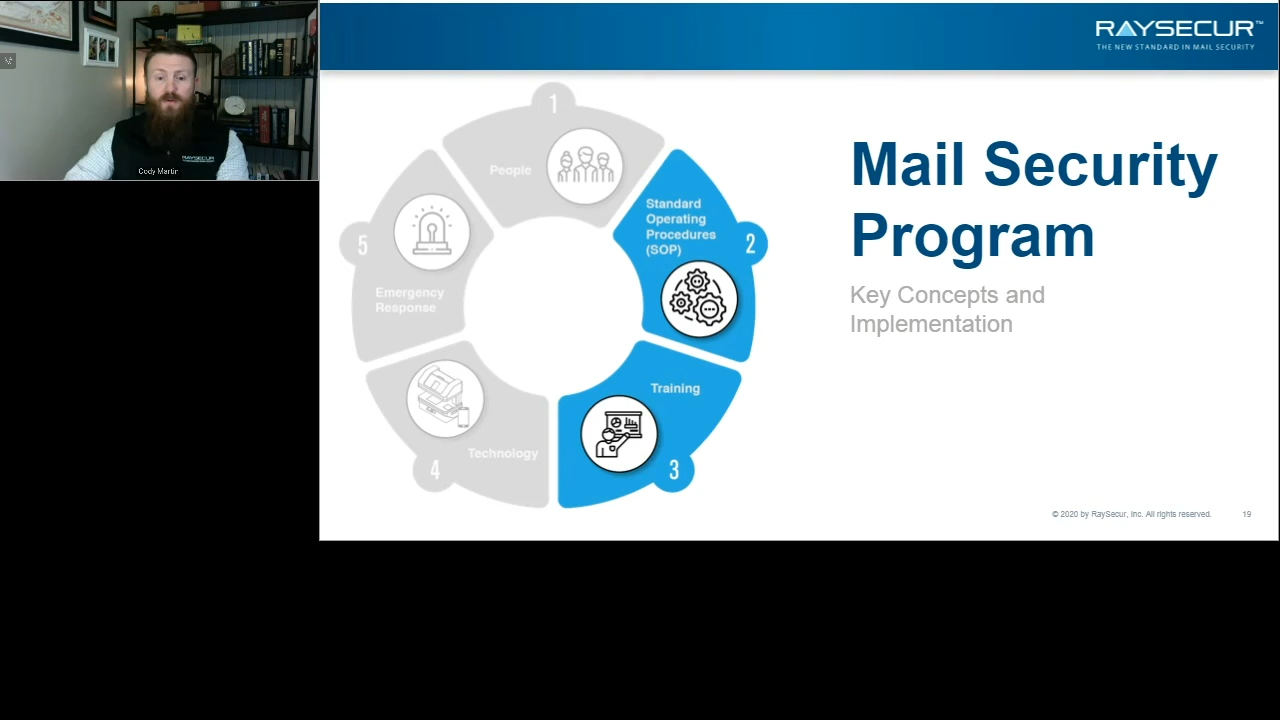 RAYSECUR™
THE NEW STANDARD IN MAIL SECURITY
RAYSECUR
Cody Martin
Mail Security
Program
Key Concepts and
Implementation
1
People
Standard
Operating
Procedures
(SOP)
2
Training
3
Technology
4
Emergency
Response
5
© 2020 by RaySecur, Inc. All rights reserved.
19